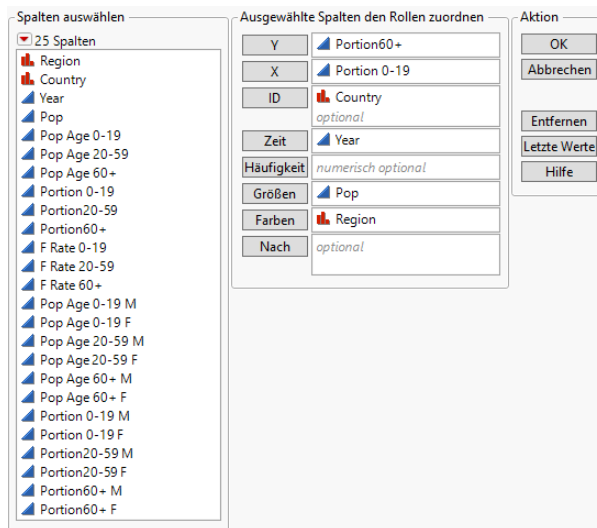 Spalten auswählen
25 Spalten
Region
Country
Year
Pop
Pop Age 0-19
Pop Age 20-59
Pop Age 60+
Portion 0-19
Portion20-59
Portion60+
F Rate 0-19
F Rate 20-59
F Rate 60+
Pop Age 0-19 M
Pop Age 0-19 F
Pop Age 20-59 M
Pop Age 20-59 F
Pop Age 60+ M
Pop Age 60+ F
Portion 0-19 M
Portion 0-19 F
Portion20-59 M
Portion20-59 F
Portion60+ M
Portion60+ F
Ausgewählte Spalten den Rollen zuordnen
Y Portion60+
X Portion 0-19
ID Country
optional
Zeit Year
Häufigkeit numerisch optional
Größen Pop
Farben Region
Nach optional
Aktion
OK
Abbrechen
Entfernen
Letzte Werte
Hilfe